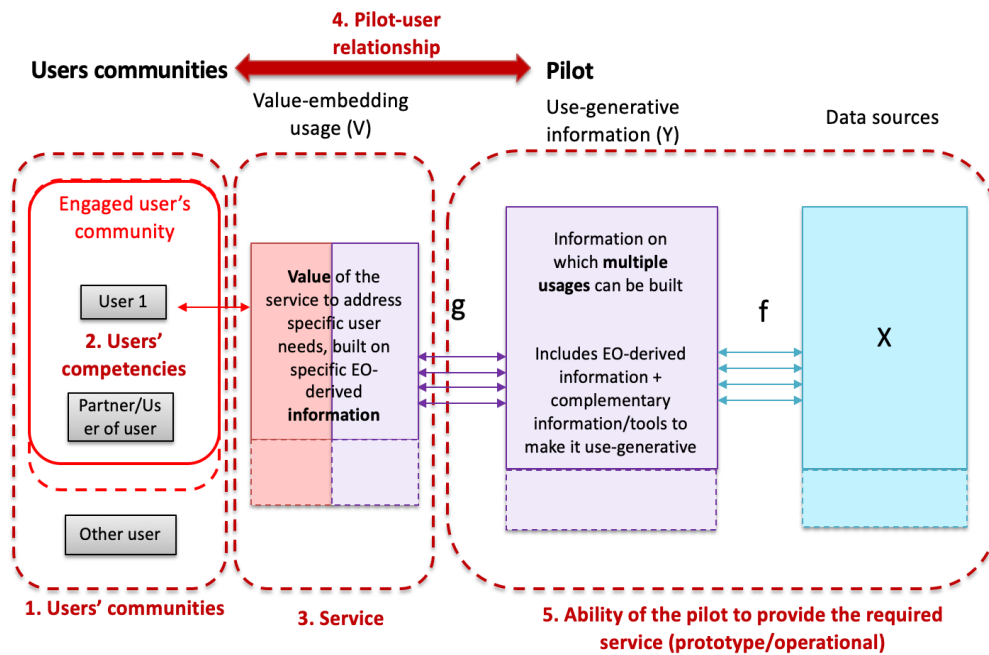 4. Pilot-user
relationship
Users communities
Pilot
Value-embedding
usage (V)
Use-generative
information (Y)
Data sources
Engaged user's
community
User 1
2. Users'
competencies
Partner/Us
er of user
Other user
1. Users' communities
Value of the
service to address
specific user
needs, built on
specific EO-
derived
information
3. Service
g
Information on
which multiple
usages can be built
Includes EO-derived
information +
complementary
information/tools to
make it use-generative
f
X
5. Ability of the pilot to provide the required
service (prototype/operational)